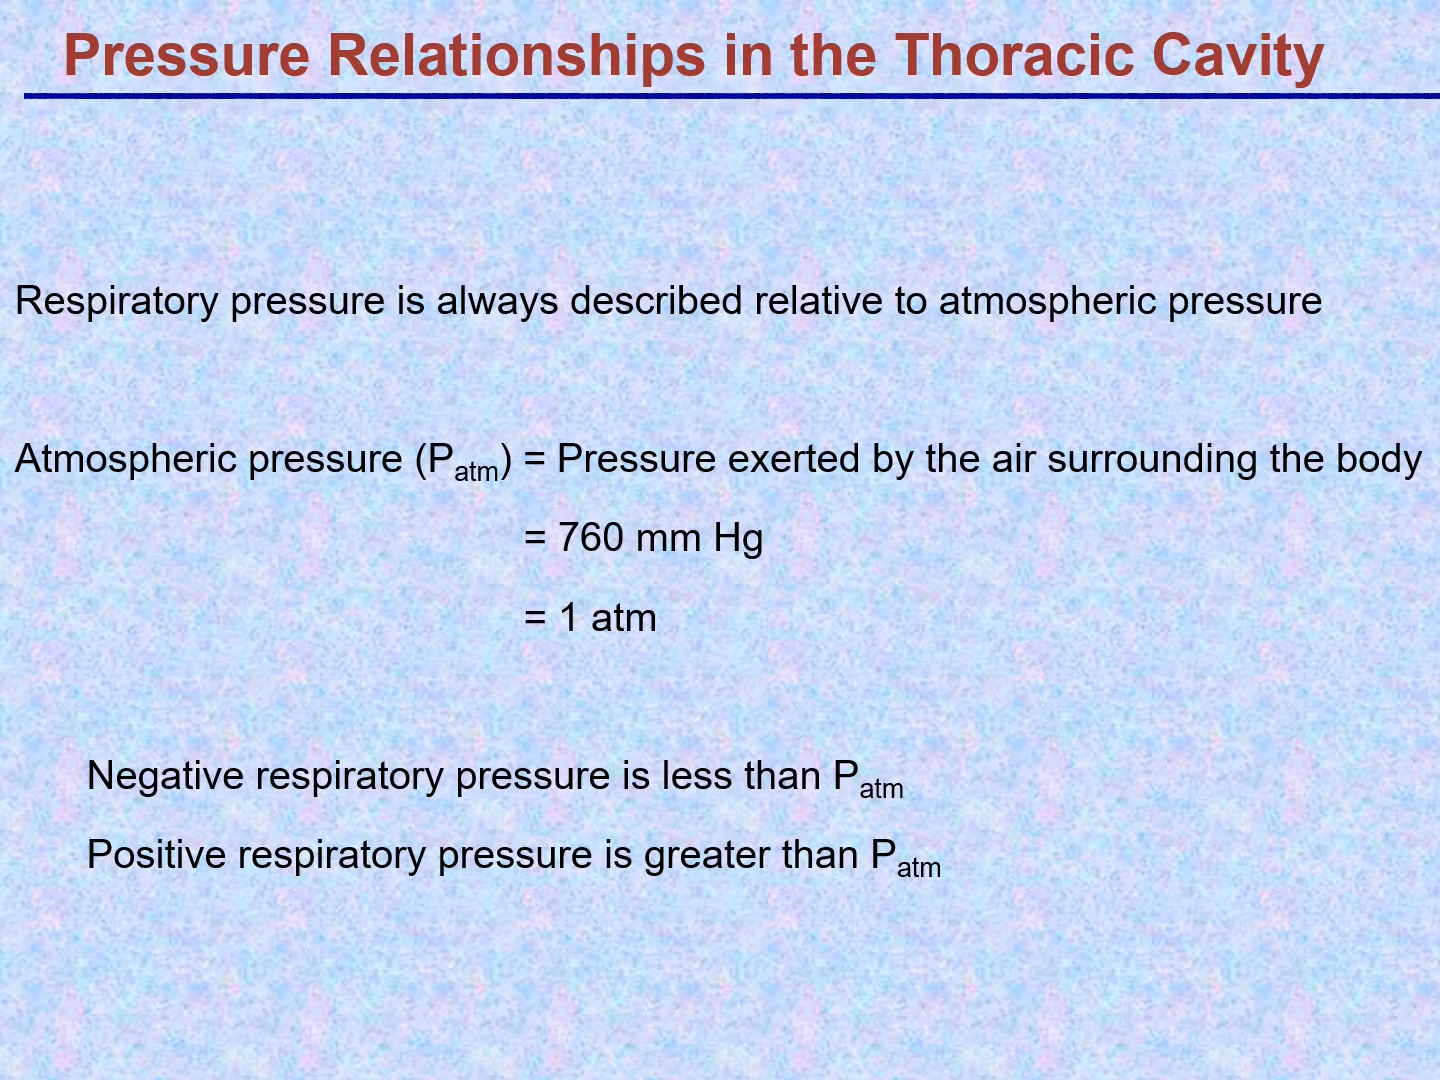 Pressure Relationships in the Thoracic Cavity
Respiratory pressure is always described relative to atmospheric pressure
Atmospheric pressure (Patm) = Pressure exerted by the air surrounding the body
= 760 mm Hg
= 1 atm
Negative respiratory pressure is less than Patm
Positive respiratory pressure is greater than Patm